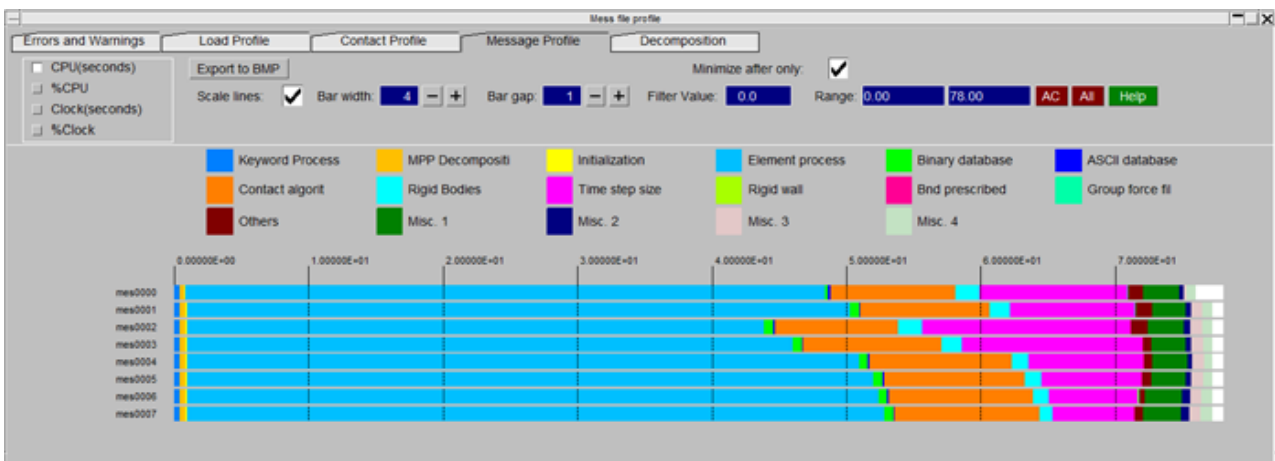 Mess file profile
Errors and Warnings Load Profile Contact Profile Message Profile Decomposition
CPU(seconds) Export to BMP Minimize after only:
%CPU Scale lines: Bar width: 4 − + Bar gap: 1 − + Filter Value: 0.0 Range: 0.00 78.00 AC All Help
Clock(seconds)
%Clock
Keyword Process MPP Decompositi Initialization Element process Binary database ASCII database
Contact algorit Rigid Bodies Time step size Rigid wall Bnd prescribed Group force fil
Others Misc. 1 Misc. 2 Misc. 3 Misc. 4
0.00000E+00 1.00000E+01 2.00000E+01 3.00000E+01 4.00000E+01 5.00000E+01 6.00000E+01 7.00000E+01
mes0000
mes0001
mes0002
mes0003
mes0004
mes0005
mes0006
mes0007